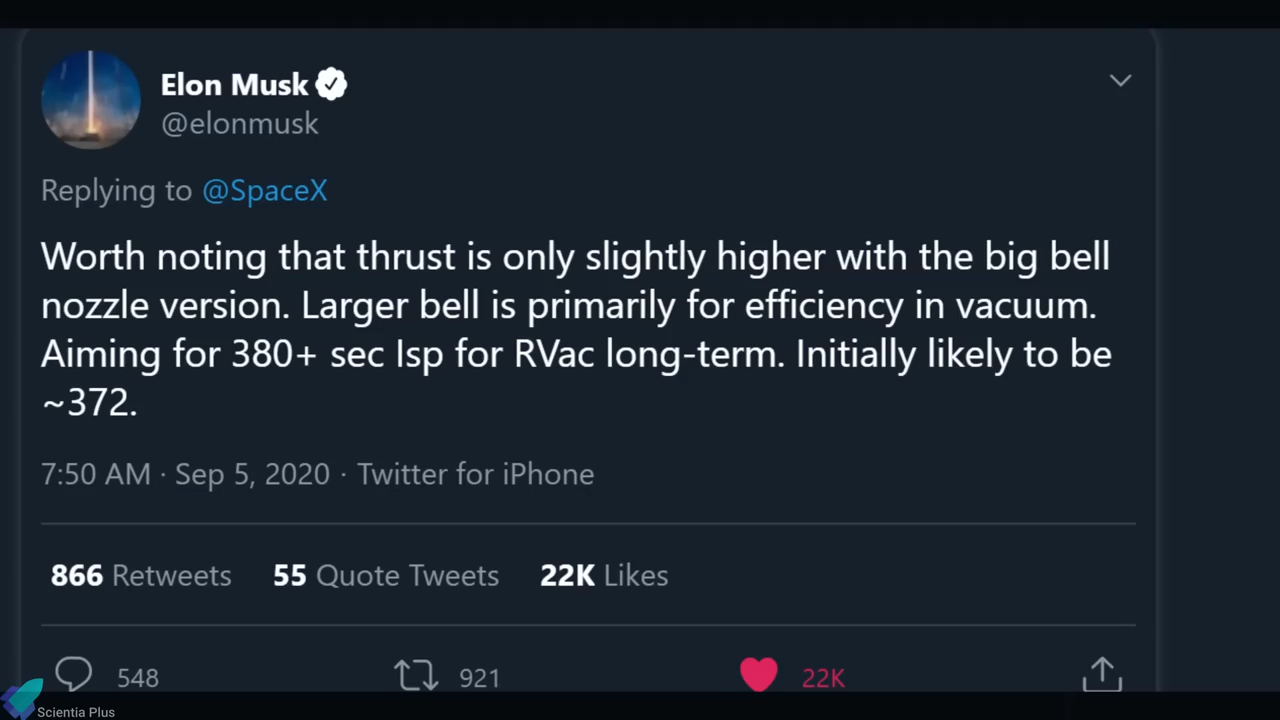 Elon Musk
@elonmusk
Replying to @SpaceX
Worth noting that thrust is only slightly higher with the big bell
nozzle version. Larger bell is primarily for efficiency in vacuum.
Aiming for 380+ sec Isp for RVac long-term. Initially likely to be
~372.
7:50 AM · Sep 5, 2020 · Twitter for iPhone
866 Retweets 55 Quote Tweets 22K Likes
548 921 22K
Scientia Plus